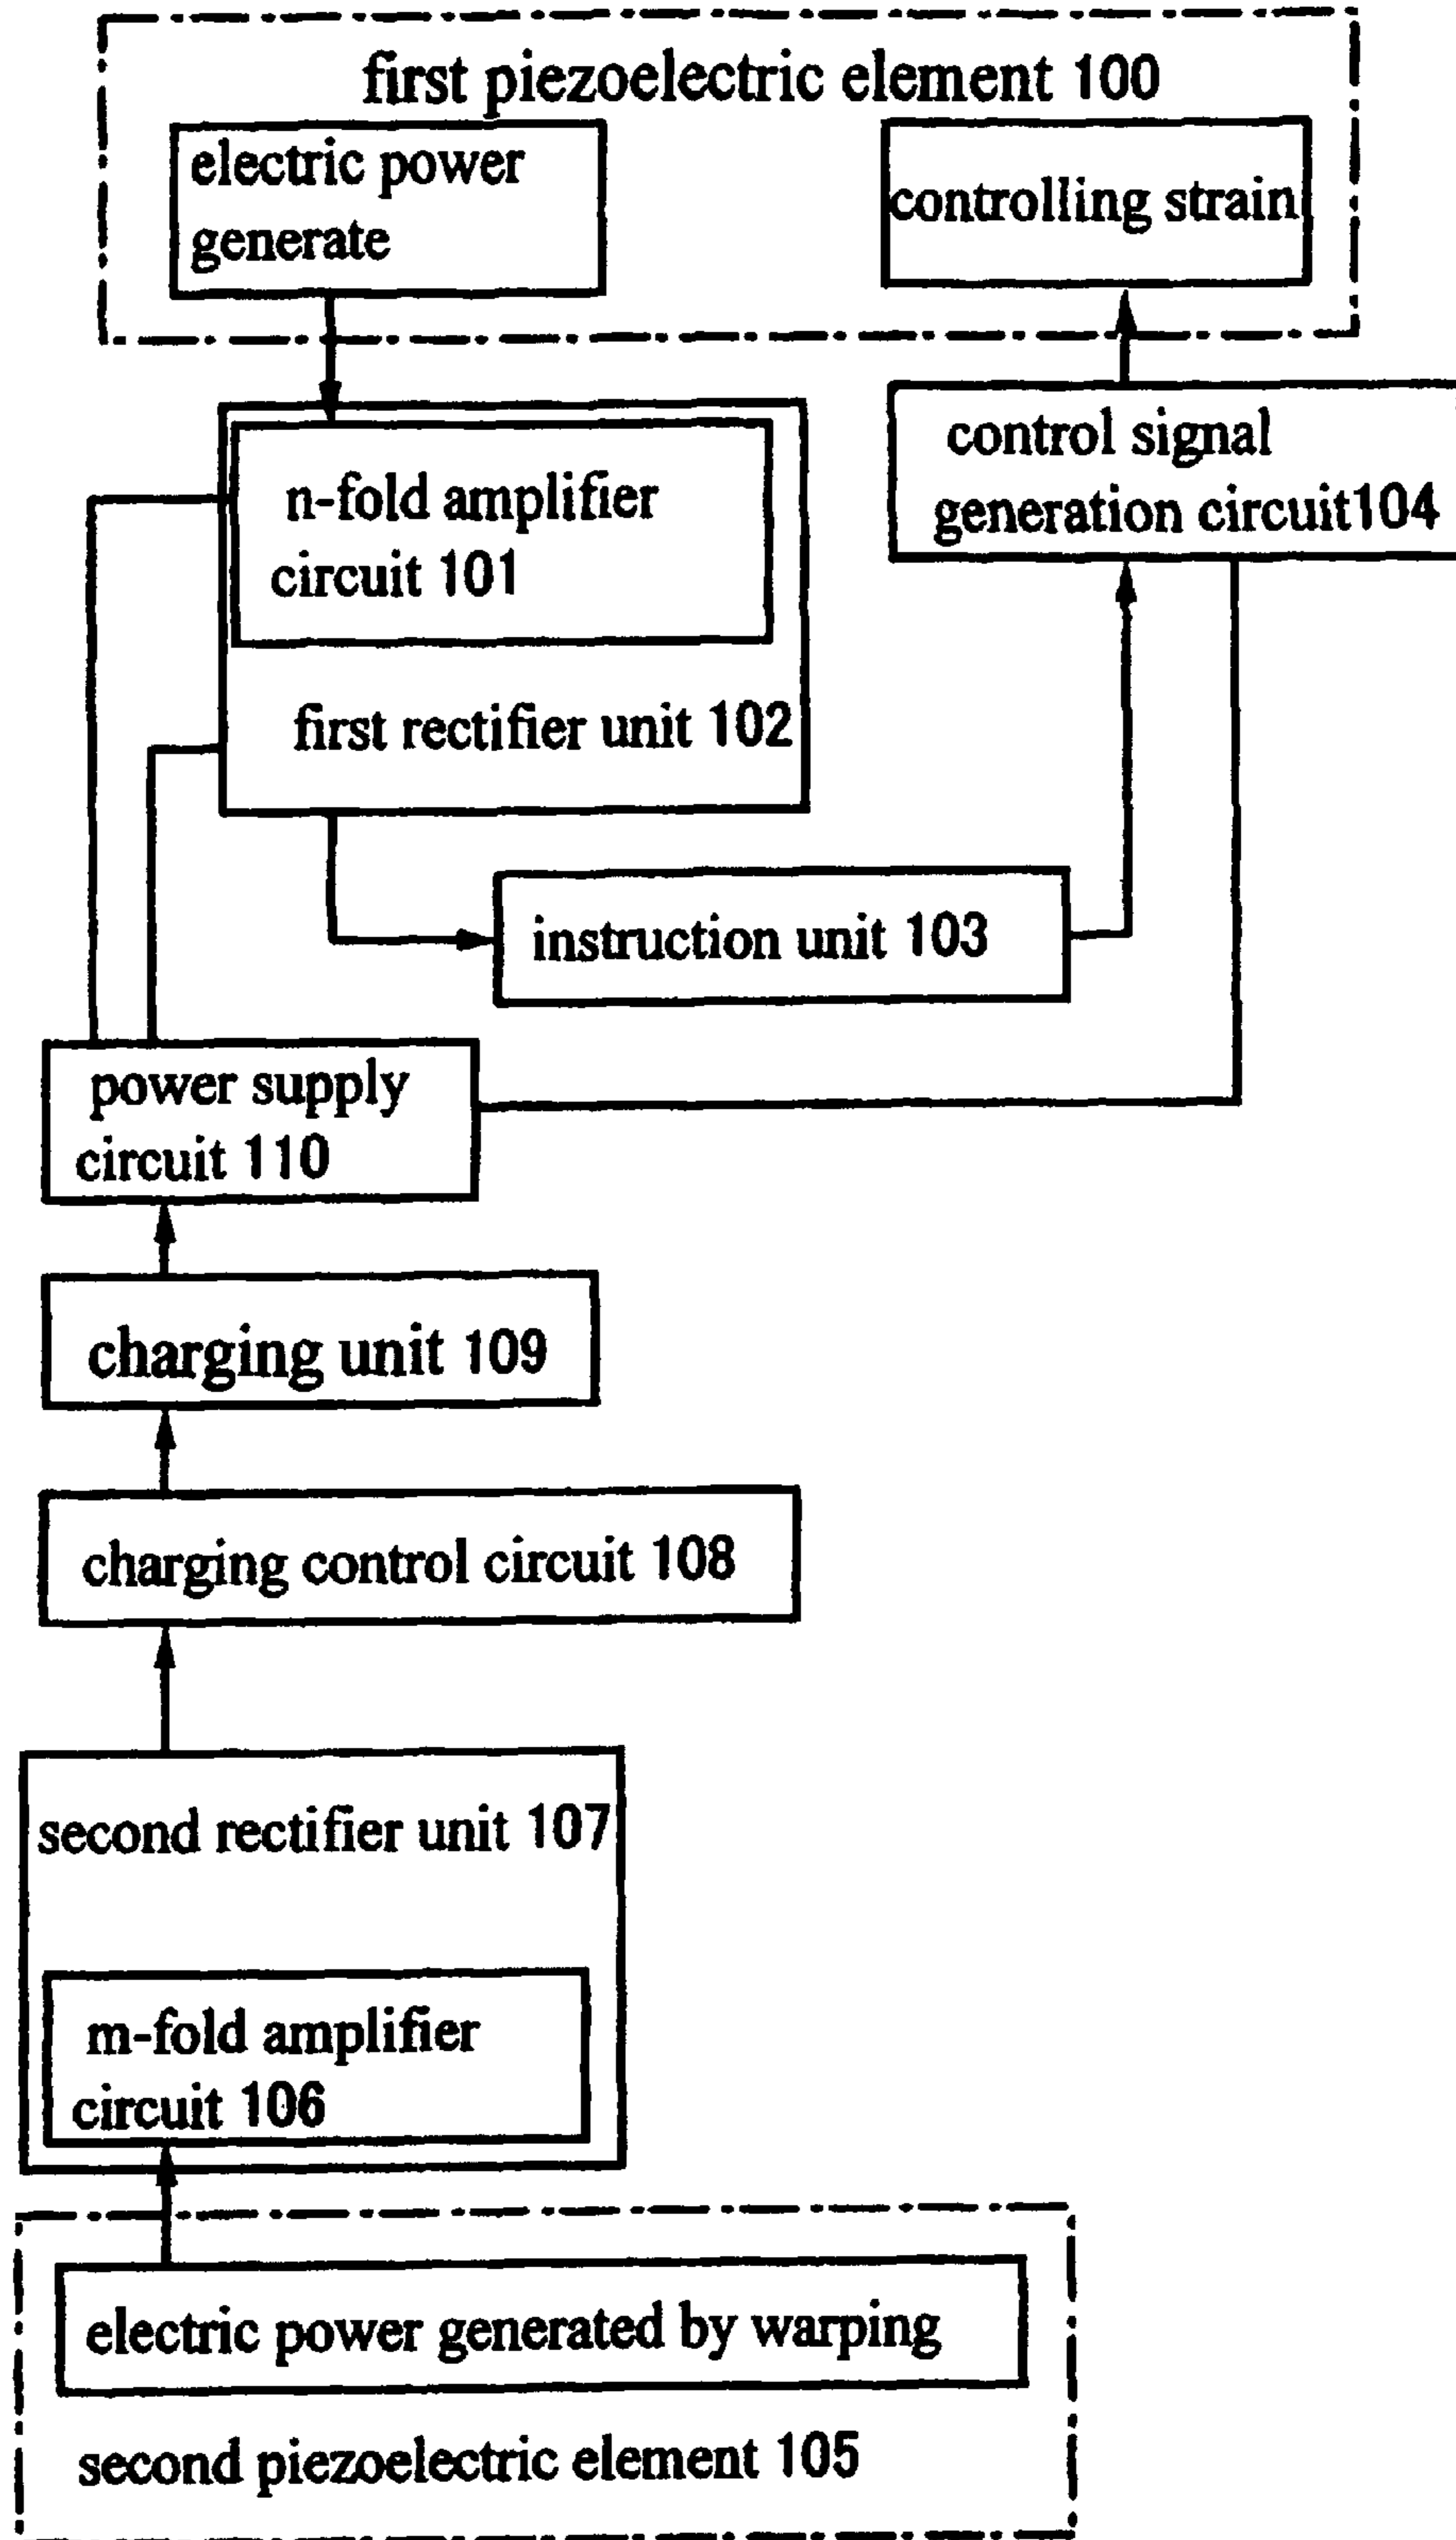 first piezoelectric element 100
electric power
generate
controlling strain
n-fold amplifier
circuit 101
first rectifier unit 102
control signal
generation circuit104
instruction unit 103
power supply
circuit 110
charging unit 109
charging control circuit 108
second rectifier unit 107
m-fold amplifier
circuit 106
electric power generated by warping
second piezoelectric element 105